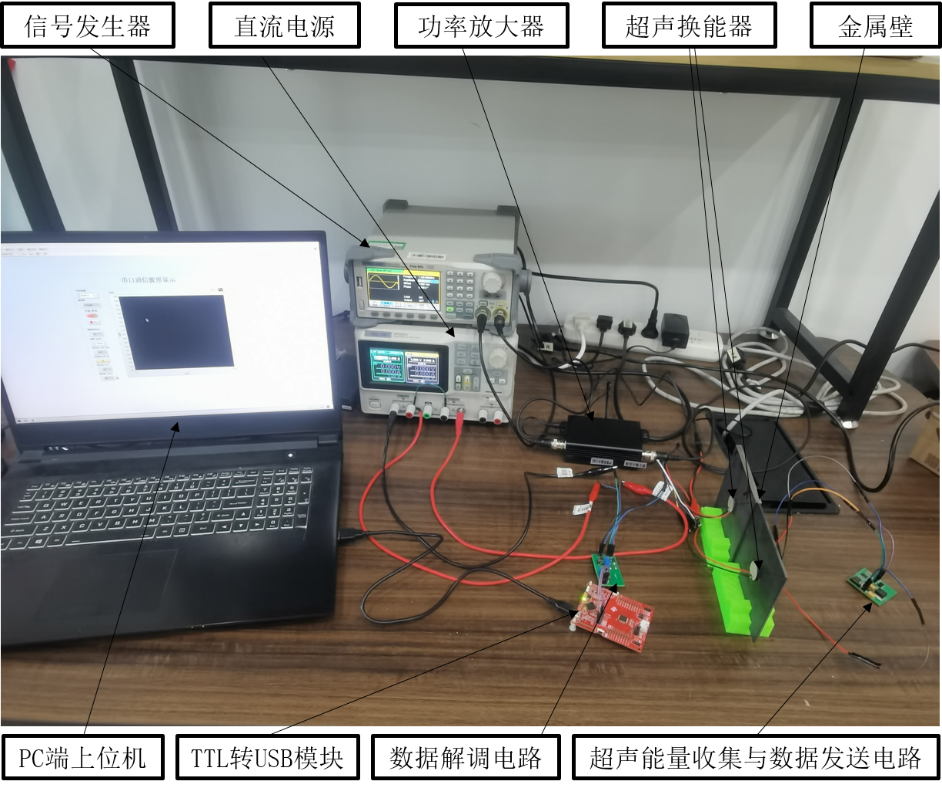 信号发生器
直流电源
功率放大器
超声换能器
金属壁
PC端上位机
TTL转USB模块
数据解调电路
超声能量收集与数据发送电路